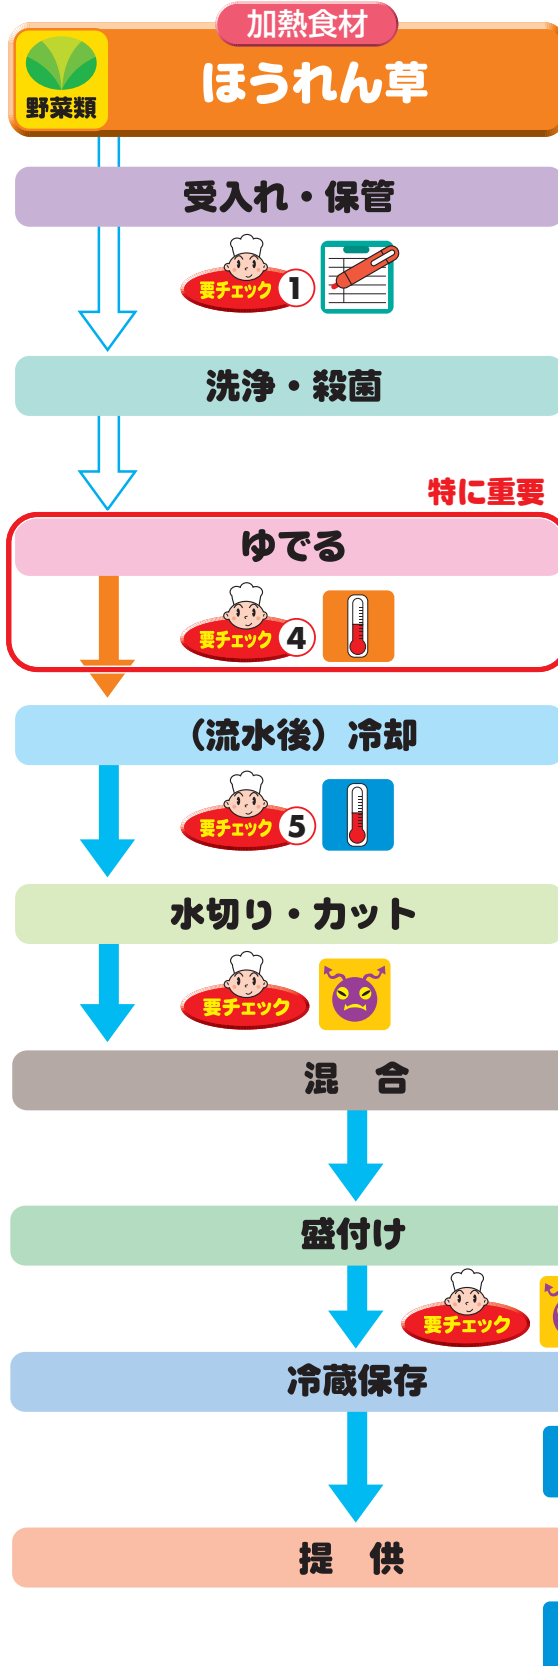 加熱食材
野菜類
ほうれん草
受入れ・保管
要チェック 1
洗浄・殺菌
特に重要
ゆでる
要チェック 4
（流水後）冷却
要チェック 5
水切り・カット
要チェック
混　合
盛付け
要チェック
冷蔵保存
提　供